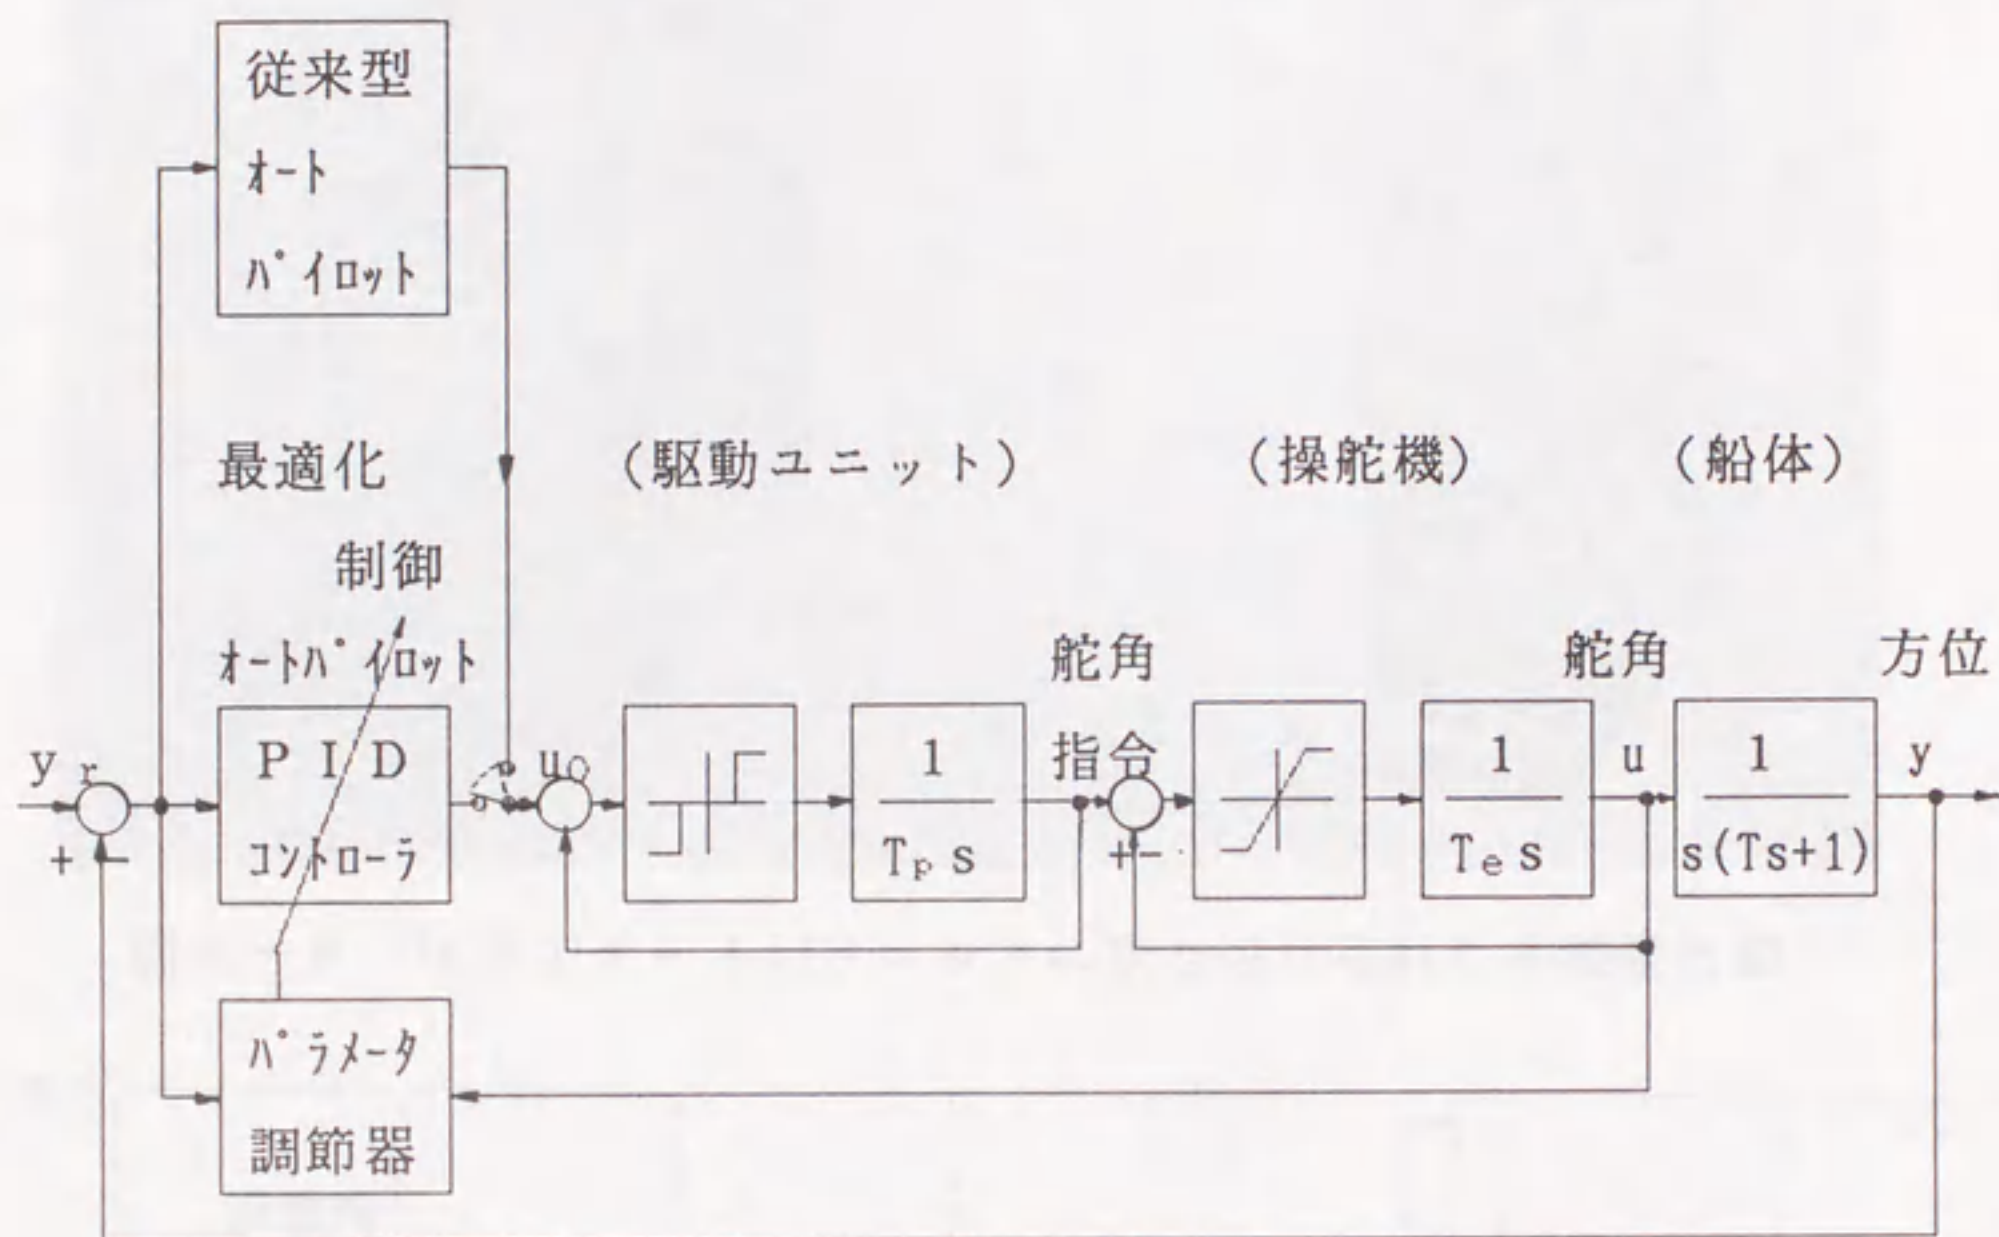 従来型
オート
パイロット
最適化
制御
オートパイロット
(駆動ユニット)
(操舵機)
(船体)
舵角
指令
舵角
方位
yr
+ -
PID
コントローラ
u0
1
Tp s
+-
1
Te s
u
1
s(Ts+1)
y
パラメータ
調節器